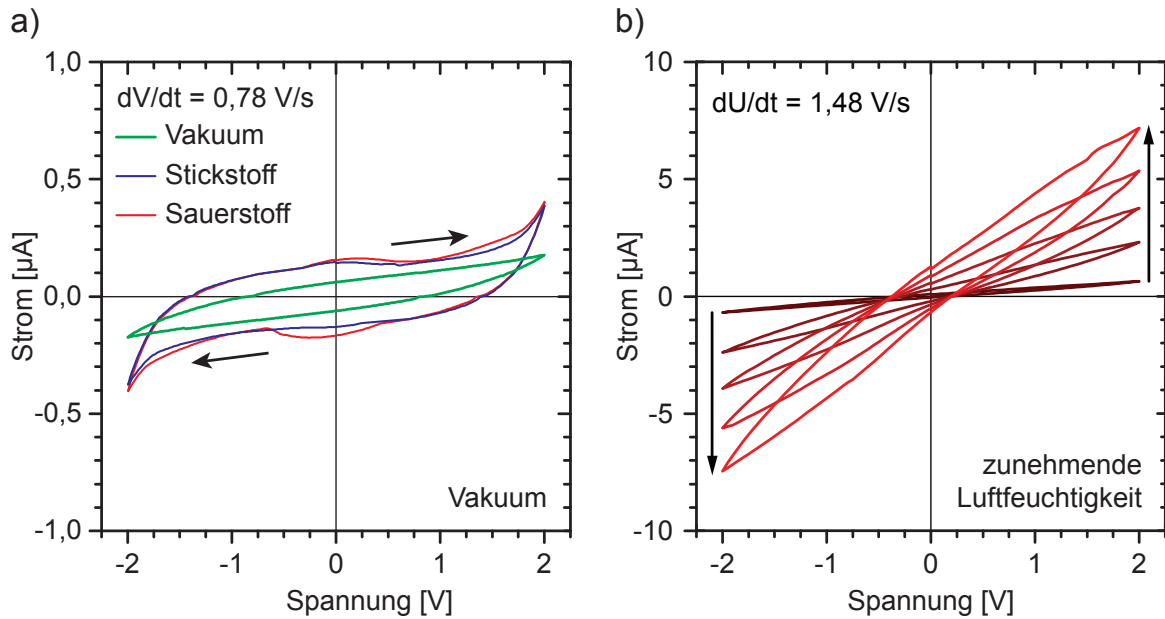 a)
1,0
0,5
0,0
-0,5
-1,0
Strom [µA]
dV/dt = 0,78 V/s
Vakuum
Stickstoff
Sauerstoff
Vakuum
-2
-1
0
1
2
Spannung [V]
b)
10
5
0
-5
-10
Strom [µA]
dU/dt = 1,48 V/s
zunehmende
Luftfeuchtigkeit
-2
-1
0
1
2
Spannung [V]